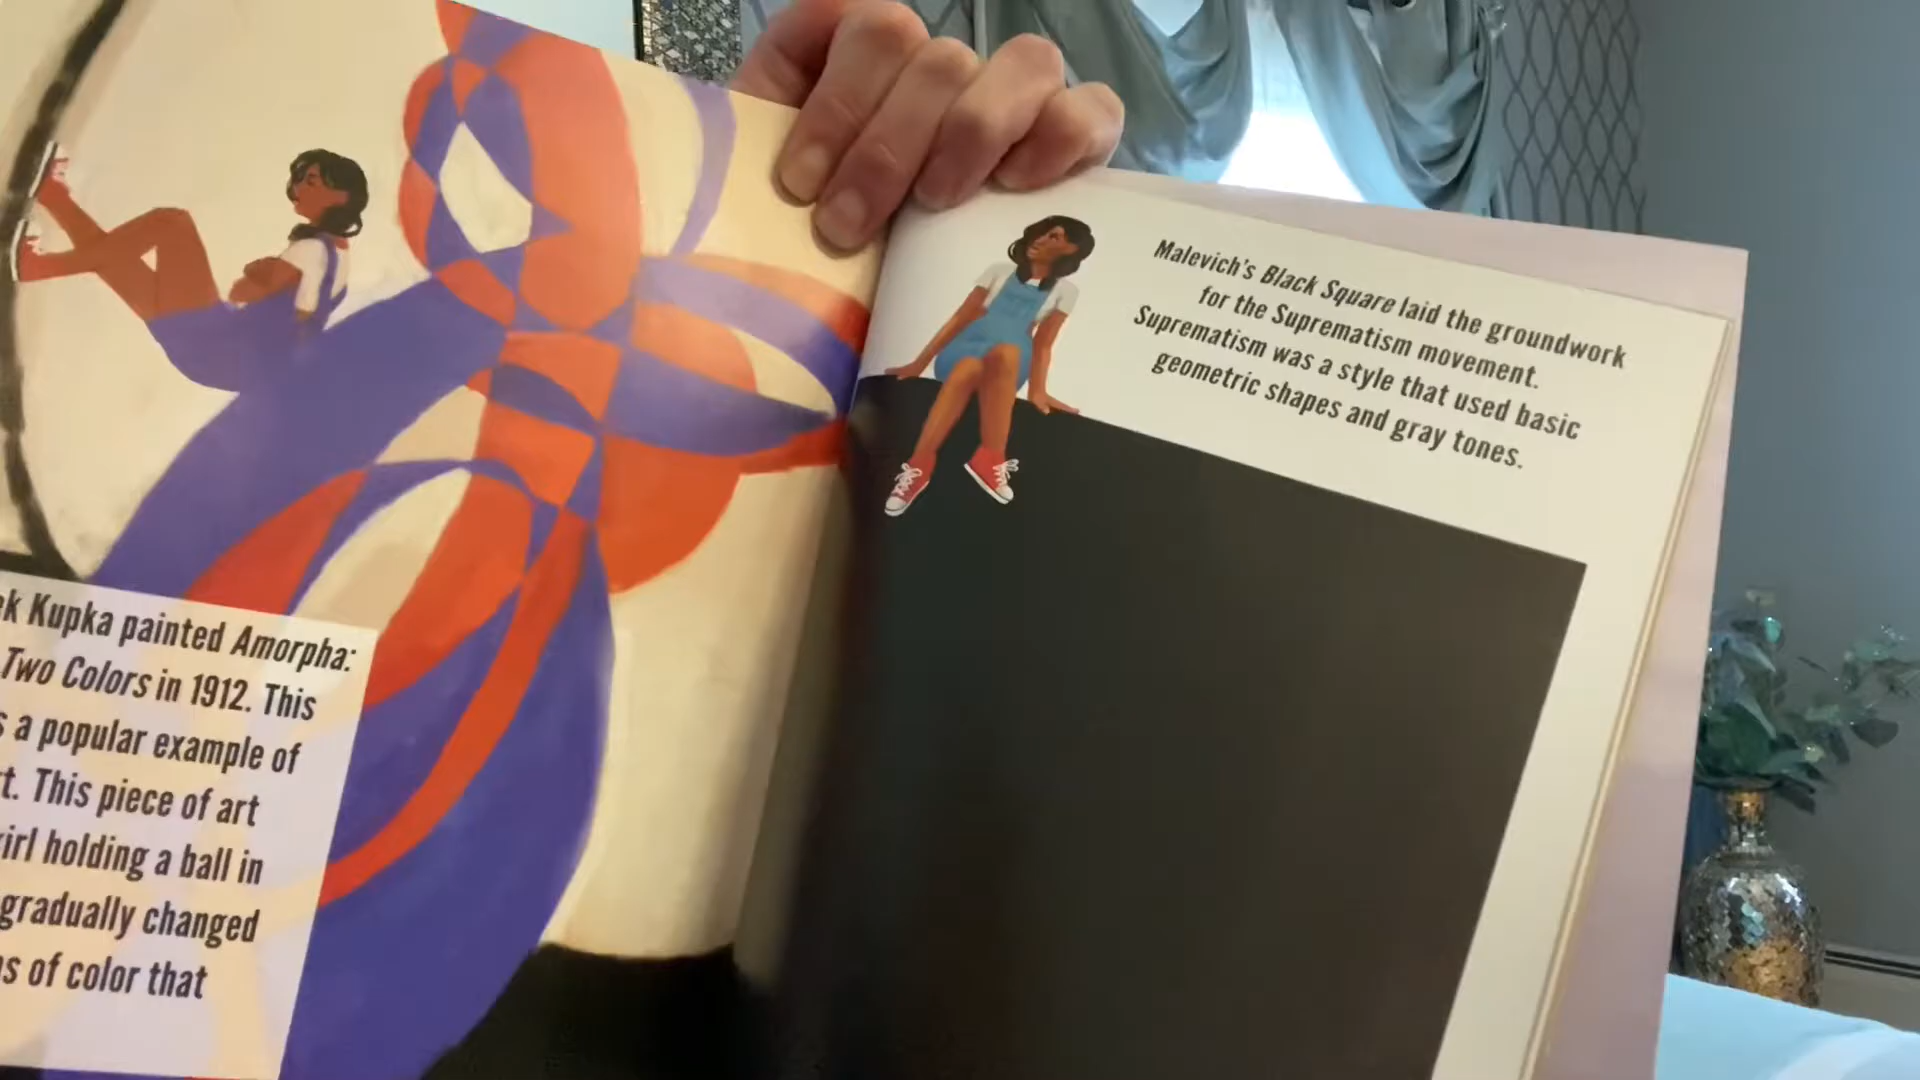 Kupka painted Amorpha:
Two Colors in 1912. This
a popular example of
This piece of art
holding a ball in
gradually changed
of color that
Malevich's Black Square laid the groundwork
for the Suprematism movement.
Suprematism was a style that used basic
geometric shapes and gray tones.